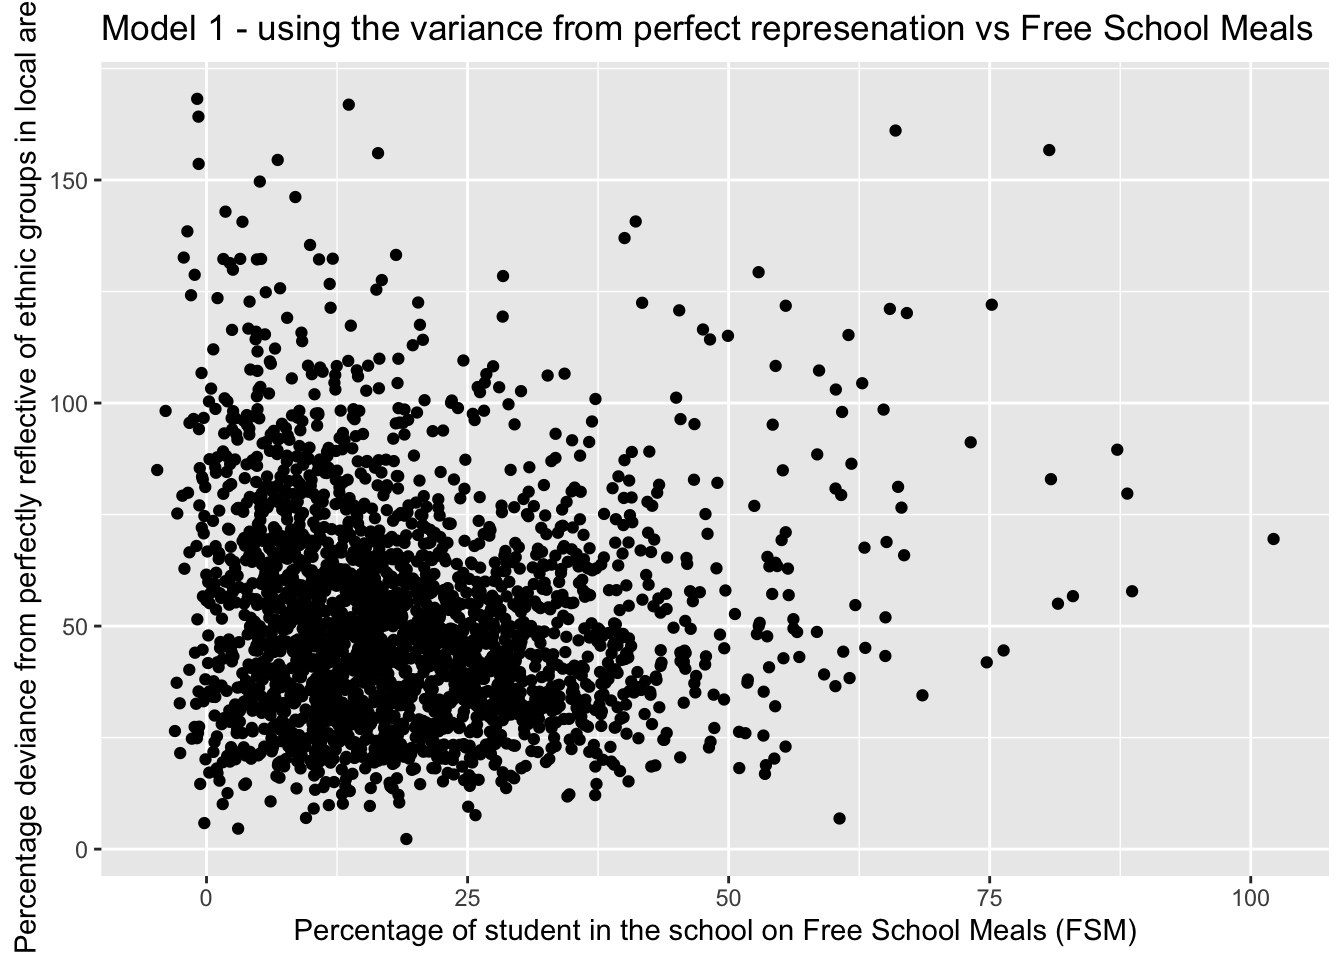 Model 1 - using the variance from perfect represenation vs Free School Meals
Percentage deviance from perfectly reflective of ethnic groups in local are
150
100
50
0
0 25 50 75 100
Percentage of student in the school on Free School Meals (FSM)